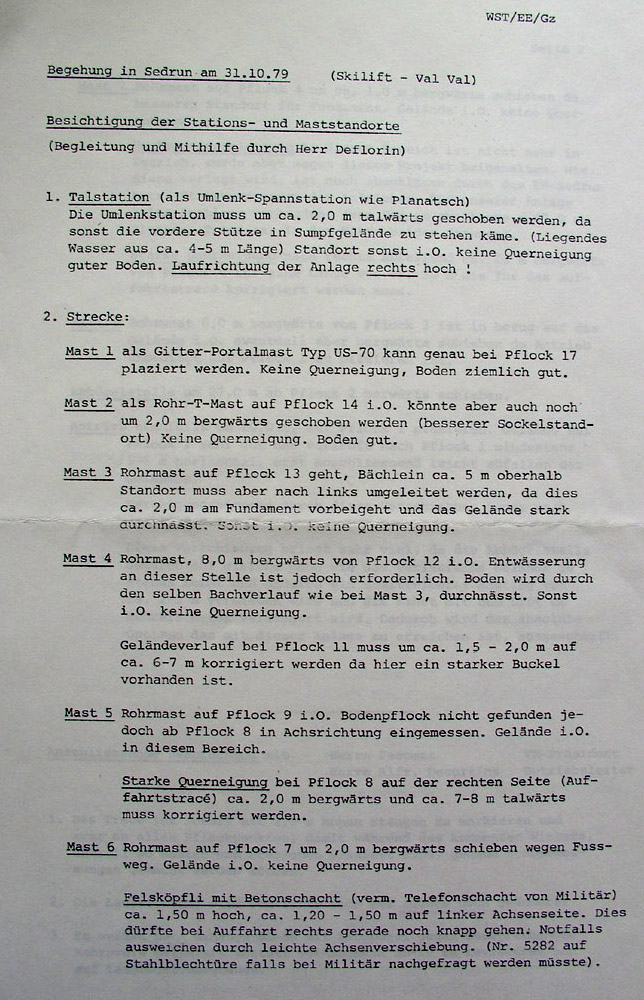 WST/EE/Gz
Begehung in Sedrun am 31.10.79 (Skilift - Val Val)
Besichtigung der Stations- und Maststandorte
(Begleitung und Mithilfe durch Herr Deflorin)
1. Talstation (als Umlenk-Spannstation wie Planatsch)
Die Umlenkstation muss um ca. 2,0 m talwärts geschoben werden, da
sonst die vordere Stütze in Sumpfgelände zu stehen käme. (Liegendes
Wasser aus ca. 4-5 m Länge) Standort sonst i.O. keine Querneigung
guter Boden. Laufrichtung der Anlage rechts hoch !
2. Strecke:
Mast 1 als Gitter-Portalmast Typ US-70 kann genau bei Pflock 17
plaziert werden. Keine Querneigung, Boden ziemlich gut.
Mast 2 als Rohr-T-Mast auf Pflock 14 i.O. könnte aber auch noch
um 2,0 m bergwärts geschoben werden (besserer Sockelstand-
ort) Keine Querneigung. Boden gut.
Mast 3 Rohrmast auf Pflock 13 geht, Bächlein ca. 5 m oberhalb
Standort muss aber nach links umgeleitet werden, da dies
ca. 2,0 m am Fundament vorbeigeht und das Gelände stark
durchnässt. Sonst i.O. keine Querneigung.
Mast 4 Rohrmast, 8,0 m bergwärts von Pflock 12 i.O. Entwässerung
an dieser Stelle ist jedoch erforderlich. Boden wird durch
den selben Bachverlauf wie bei Mast 3, durchnässt. Sonst
i.O. keine Querneigung.
Geländeverlauf bei Pflock 11 muss um ca. 1,5 - 2,0 m auf
ca. 6-7 m korrigiert werden da hier ein starker Buckel
vorhanden ist.
Mast 5 Rohrmast auf Pflock 9 i.O. Bodenpflock nicht gefunden je-
doch ab Pflock 8 in Achsrichtung eingemessen. Gelände i.O.
in diesem Bereich.
Starke Querneigung bei Pflock 8 auf der rechten Seite (Auf-
fahrtstracé) ca. 2,0 m bergwärts und ca. 7-8 m talwärts
muss korrigiert werden.
Mast 6 Rohrmast auf Pflock 7 um 2,0 m bergwärts schieben wegen Fuss-
weg. Gelände i.O. keine Querneigung.
Felsköpfli mit Betonschacht (verm. Telefonschacht von Militär)
ca. 1,50 m hoch, ca. 1,20 - 1,50 m auf linker Achsenseite. Dies
dürfte bei Auffahrt rechts gerade noch knapp gehen. Notfalls
ausweichen durch leichte Achsenverschiebung. (Nr. 5282 auf
Stahlblechtüre falls bei Militär nachgefragt werden müsste).